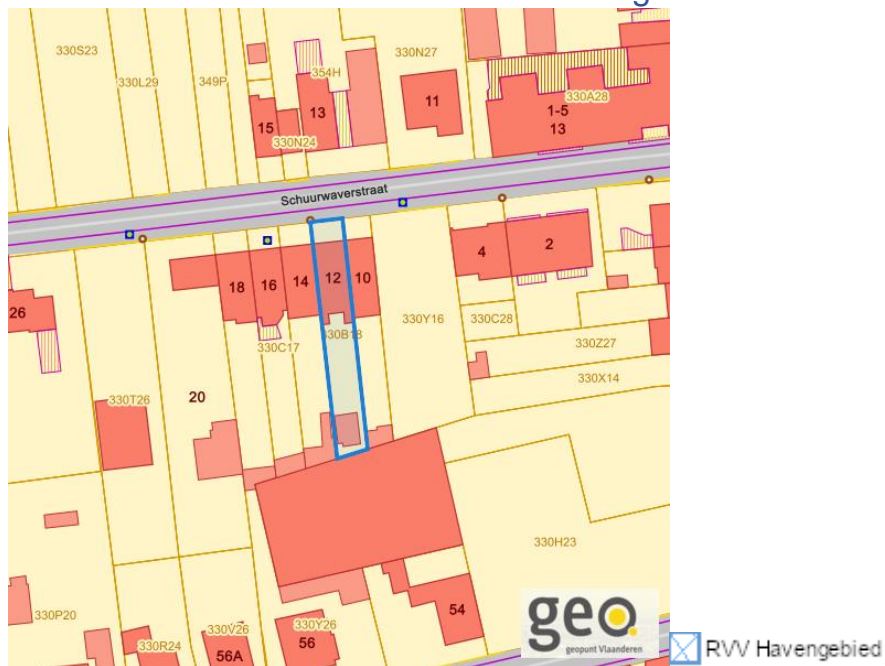 330S23
330L29
349P
354H
330N27
330A28
1-5
13
11
13
15
330N24
Schuurwaverstraat
4
2
18
16
14
12
10
26
330C17
330B18
330Y16
330C28
330Z27
330X14
330T26
20
330H23
330P20
330R24
330V26
330Y26
56A
56
54
geo
geopunt Vlaanderen
RVV Havengebied